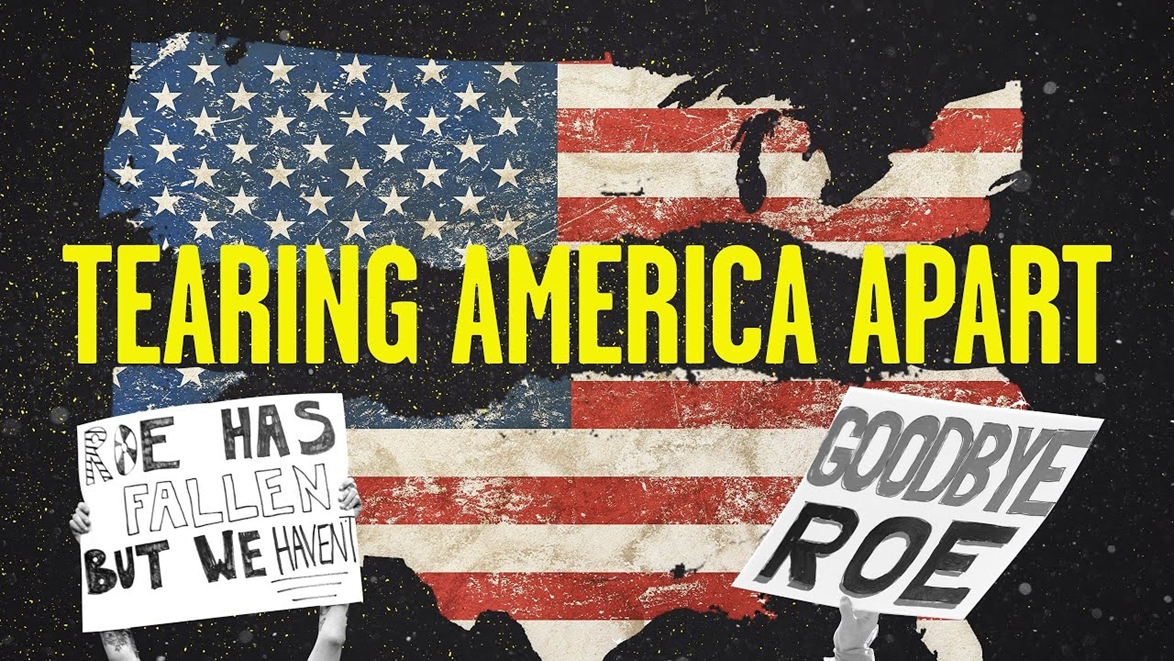 TEARING AMERICA APART
ROE HAS
FALLEN
BUT WE HAVEN'T
GOODBYE
ROE